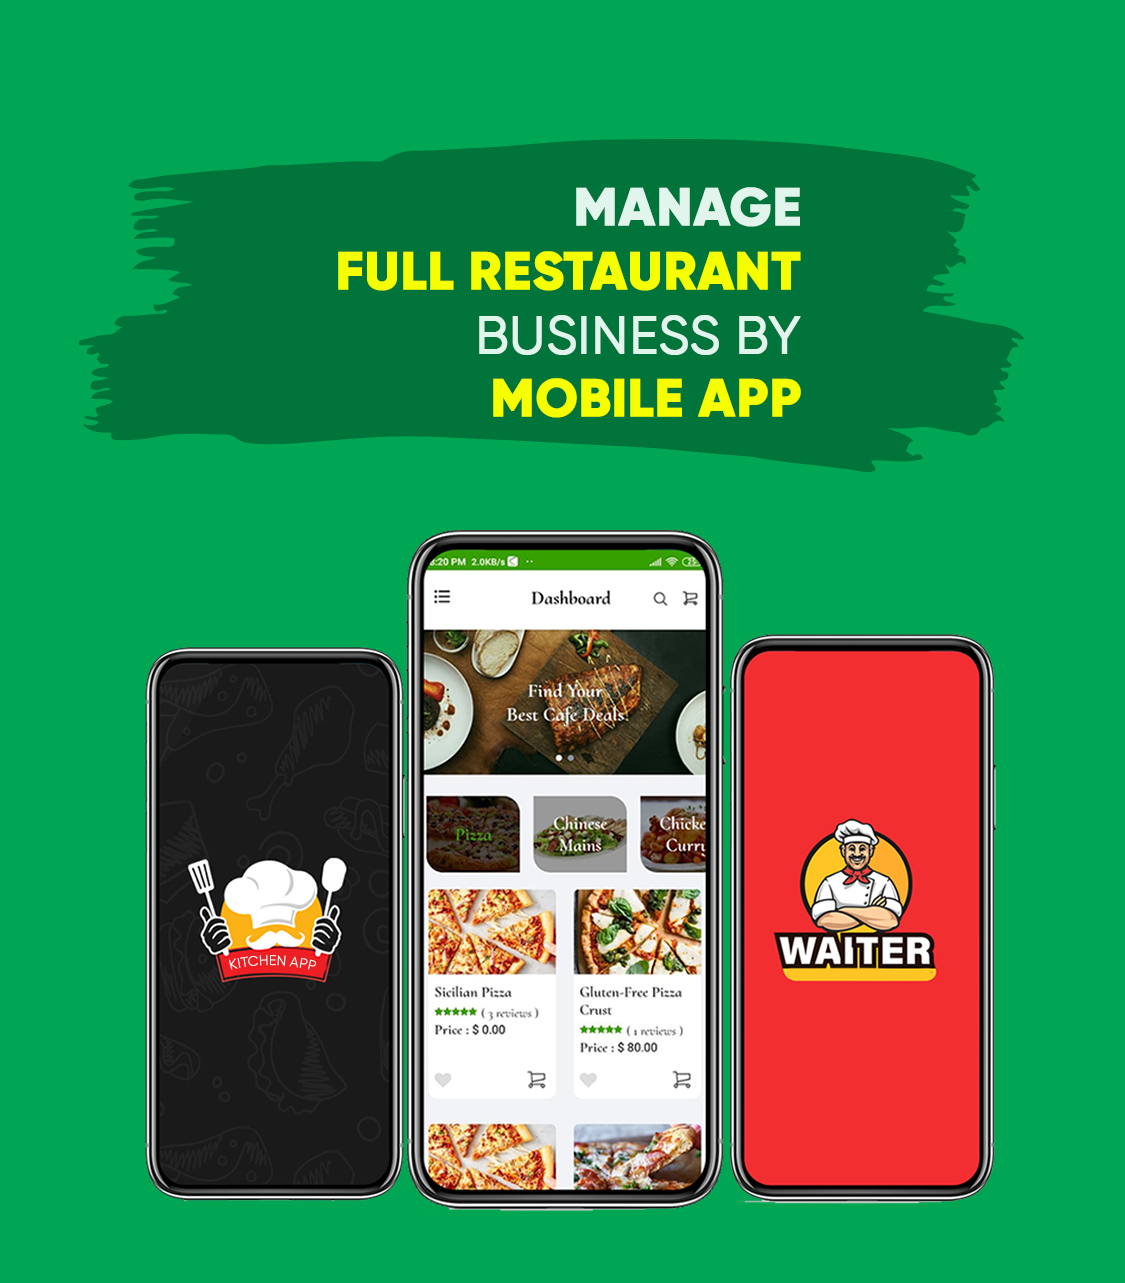 MANAGE
FULL RESTAURANT
BUSINESS BY
MOBILE APP
:20 PM 2.0KB/s
Dashboard
Find Your
Best Cafe Deals!
Pizza
Chinese
Mains
Chicke
Curry
Sicilian Pizza
( 3 reviews )
Price : $ 0.00
Gluten-Free Pizza
Crust
( 1 reviews )
Price : $ 80.00
KITCHEN APP
WAITER